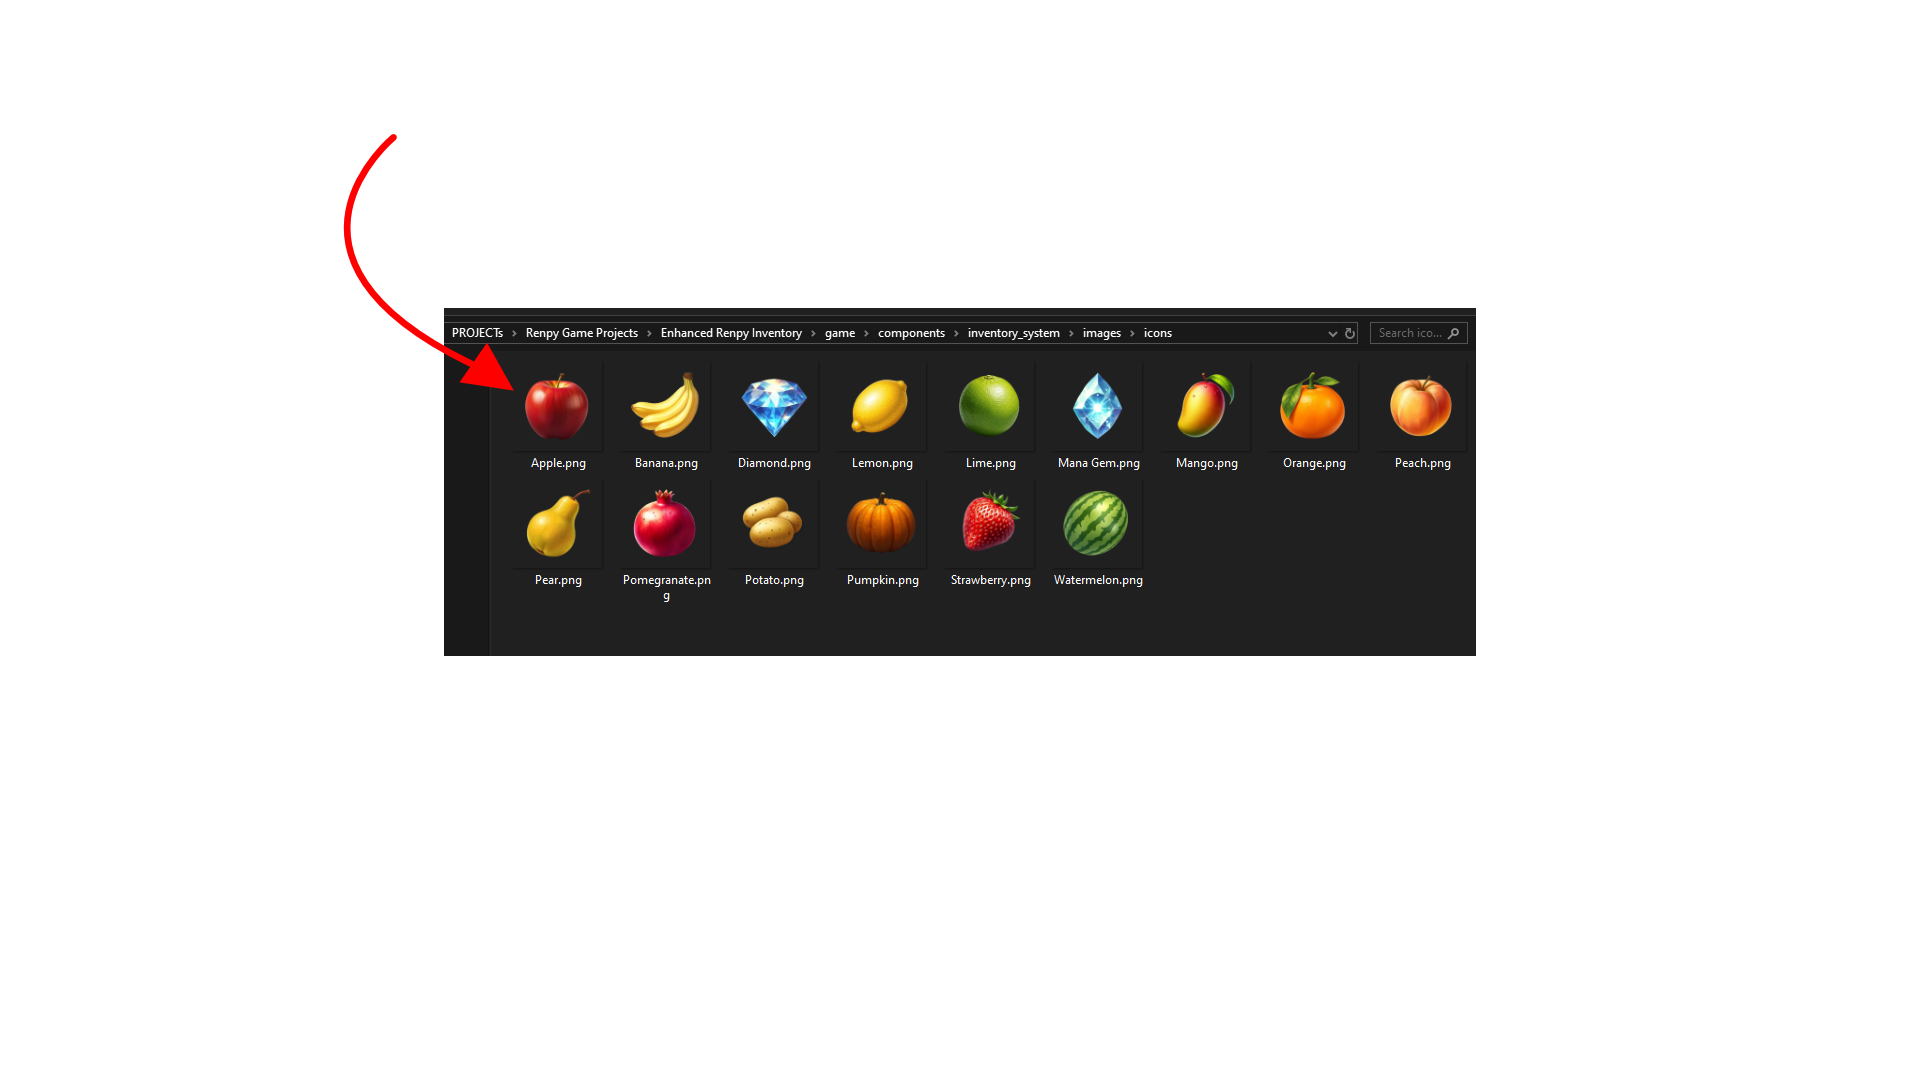 PROJECTs > Renpy Game Projects > Enhanced Renpy Inventory > game > components > inventory_system > images > icons
Search ico...
Apple.png
Banana.png
Diamond.png
Lemon.png
Lime.png
Mana Gem.png
Mango.png
Orange.png
Peach.png
Pear.png
Pomegranate.pn
g
Potato.png
Pumpkin.png
Strawberry.png
Watermelon.png